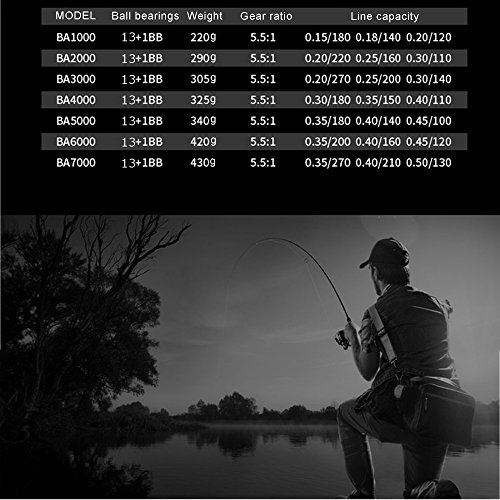 MODEL Ball bearings Weight Gear ratio Line capacity
BA1000 13+1BB 220g 5.5:1 0.15/180 0.18/140 0.20/120
BA2000 13+1BB 290g 5.5:1 0.20/220 0.25/160 0.30/110
BA3000 13+1BB 305g 5.5:1 0.20/270 0.25/200 0.30/140
BA4000 13+1BB 325g 5.5:1 0.30/180 0.35/150 0.40/110
BA5000 13+1BB 340g 5.5:1 0.35/180 0.40/140 0.45/100
BA6000 13+1BB 420g 5.5:1 0.35/200 0.40/160 0.45/120
BA7000 13+1BB 430g 5.5:1 0.35/270 0.40/210 0.50/130